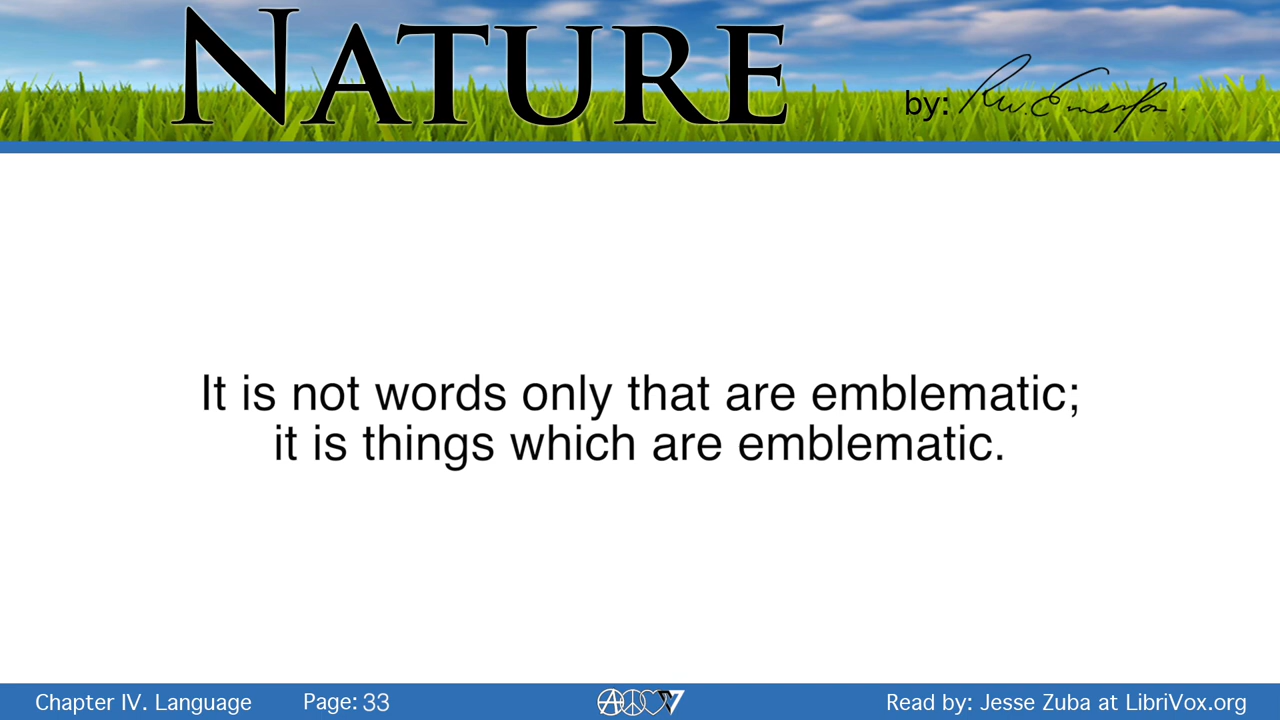 NATURE
by: R.W. Emerson.
It is not words only that are emblematic;
it is things which are emblematic.
Chapter IV. Language
Page: 33
Read by: Jesse Zuba at LibriVox.org